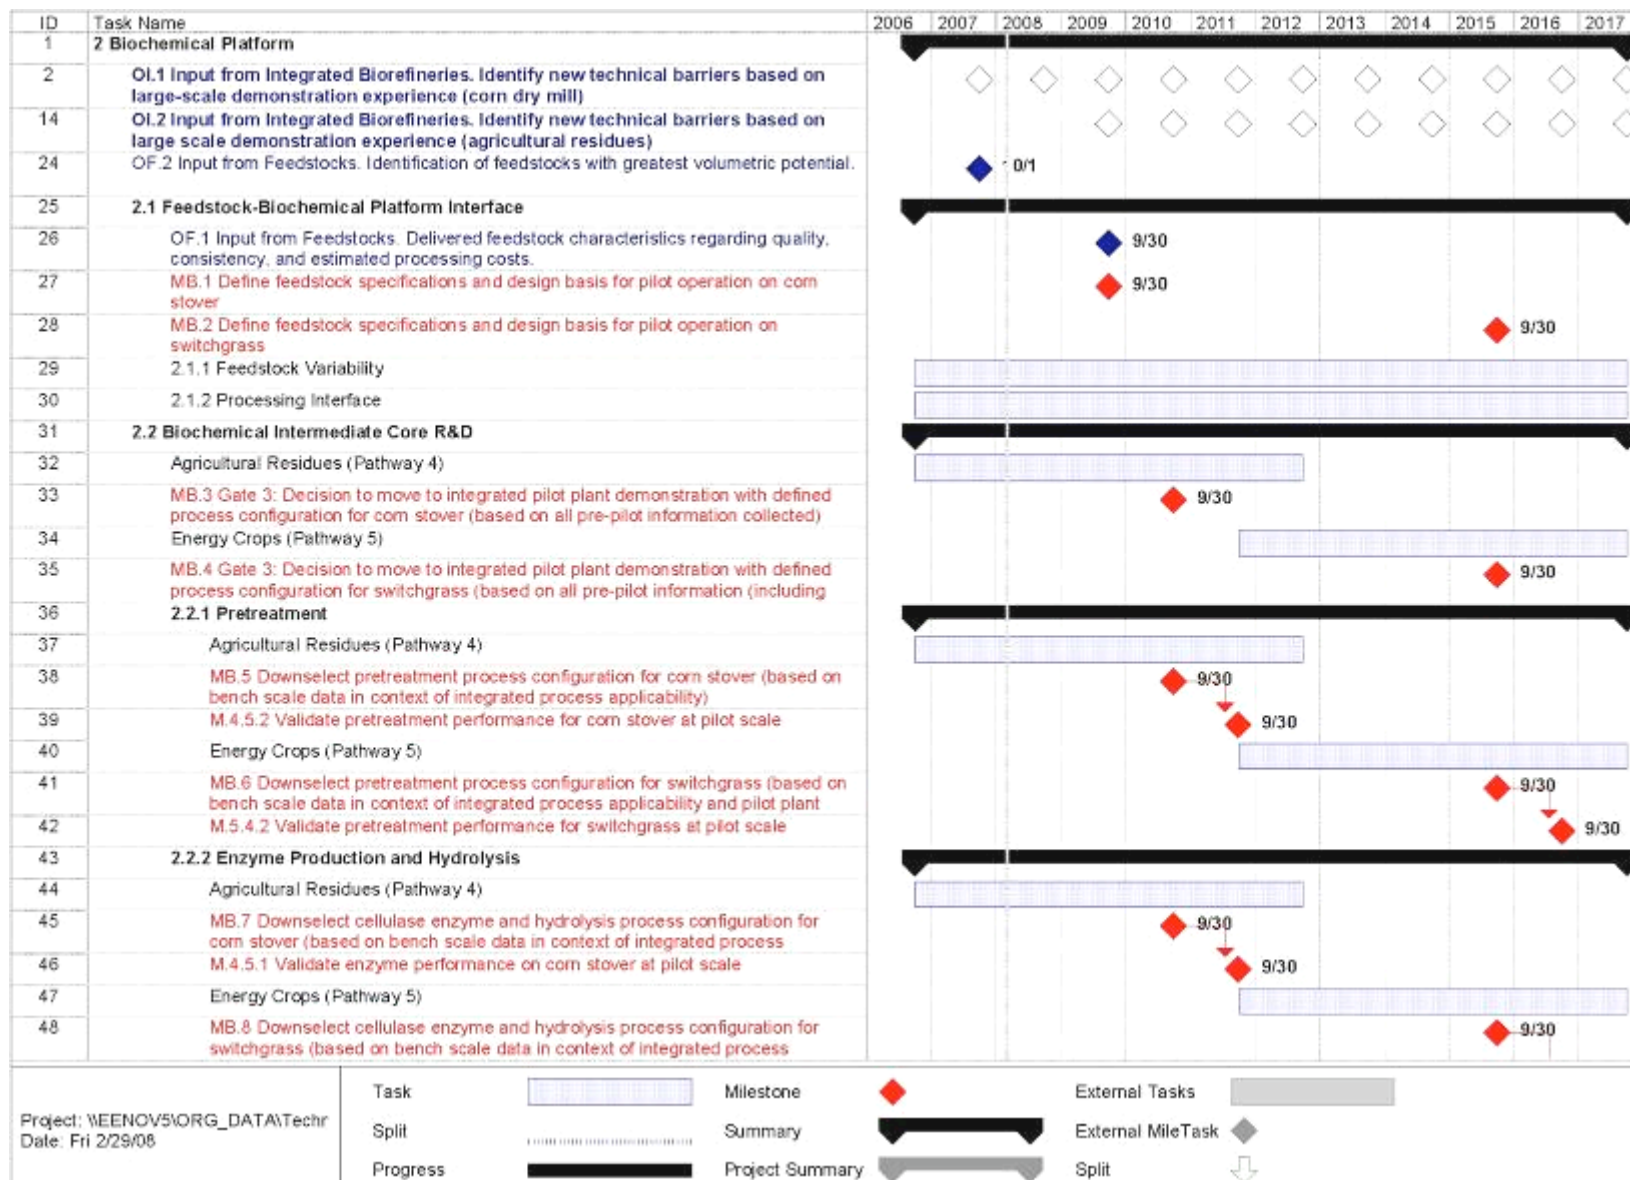 ID Task Name 2006 2007 2008 2009 2010 2011 2012 2013 2014 2015 2016 2017
1 2 Biochemical Platform
2 OI.1 Input from Integrated Biorefineries. Identify new technical barriers based on
large-scale demonstration experience (corn dry mill)
14 OI.2 Input from Integrated Biorefineries. Identify new technical barriers based on
large scale demonstration experience (agricultural residues)
24 OF.2 Input from Feedstocks. Identification of feedstocks with greatest volumetric potential. 10/1
25 2.1 Feedstock-Biochemical Platform Interface
26 OF.1 Input from Feedstocks. Delivered feedstock characteristics regarding quality, 9/30
consistency, and estimated processing costs.
27 MB.1 Define feedstock specifications and design basis for pilot operation on corn 9/30
stover
28 MB.2 Define feedstock specifications and design basis for pilot operation on 9/30
switchgrass
29 2.1.1 Feedstock Variability
30 2.1.2 Processing Interface
31 2.2 Biochemical Intermediate Core R&D
32 Agricultural Residues (Pathway 4)
33 MB.3 Gate 3: Decision to move to integrated pilot plant demonstration with defined 9/30
process configuration for corn stover (based on all pre-pilot information collected)
34 Energy Crops (Pathway 5)
35 MB.4 Gate 3: Decision to move to integrated pilot plant demonstration with defined 9/30
process configuration for switchgrass (based on all pre-pilot information (including
36 2.2.1 Pretreatment
37 Agricultural Residues (Pathway 4)
38 MB.5 Downselect pretreatment process configuration for corn stover (based on 9/30
bench scale data in context of integrated process applicability)
39 M.4.5.2 Validate pretreatment performance for corn stover at pilot scale 9/30
40 Energy Crops (Pathway 5)
41 MB.6 Downselect pretreatment process configuration for switchgrass (based on 9/30
bench scale data in context of integrated process applicability and pilot plant
42 M.5.4.2 Validate pretreatment performance for switchgrass at pilot scale 9/30
43 2.2.2 Enzyme Production and Hydrolysis
44 Agricultural Residues (Pathway 4)
45 MB.7 Downselect cellulase enzyme and hydrolysis process configuration for 9/30
corn stover (based on bench scale data in context of integrated process
46 M.4.5.1 Validate enzyme performance on corn stover at pilot scale 9/30
47 Energy Crops (Pathway 5)
48 MB.8 Downselect cellulase enzyme and hydrolysis process configuration for 9/30
switchgrass (based on bench scale data in context of integrated process
Project: \\EENOV5\ORG_DATA\Techr
Date: Fri 2/29/08
Task Milestone External Tasks
Split Summary External MileTask
Progress Project Summary Split